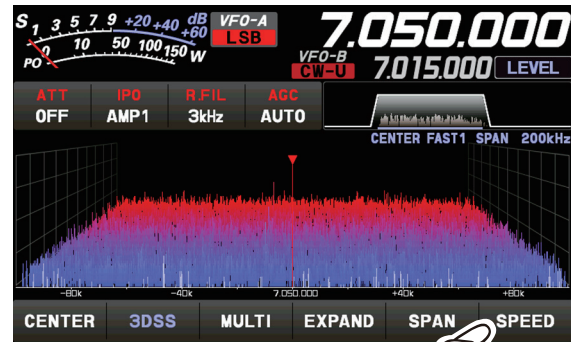 S 1 3 5 7 9 +20 +40 +60 dB
PO 0 10 50 100 150 W
VFO-A
LSB
7.050.000
VFO-B
CW-U
7.015.000
LEVEL
ATT IPO R.FIL AGC
OFF AMP1 3kHz AUTO
CENTER FAST1 SPAN 200kHz
-80k -40k 7.050.000 +40k +80k
CENTER 3DSS MULTI EXPAND SPAN SPEED